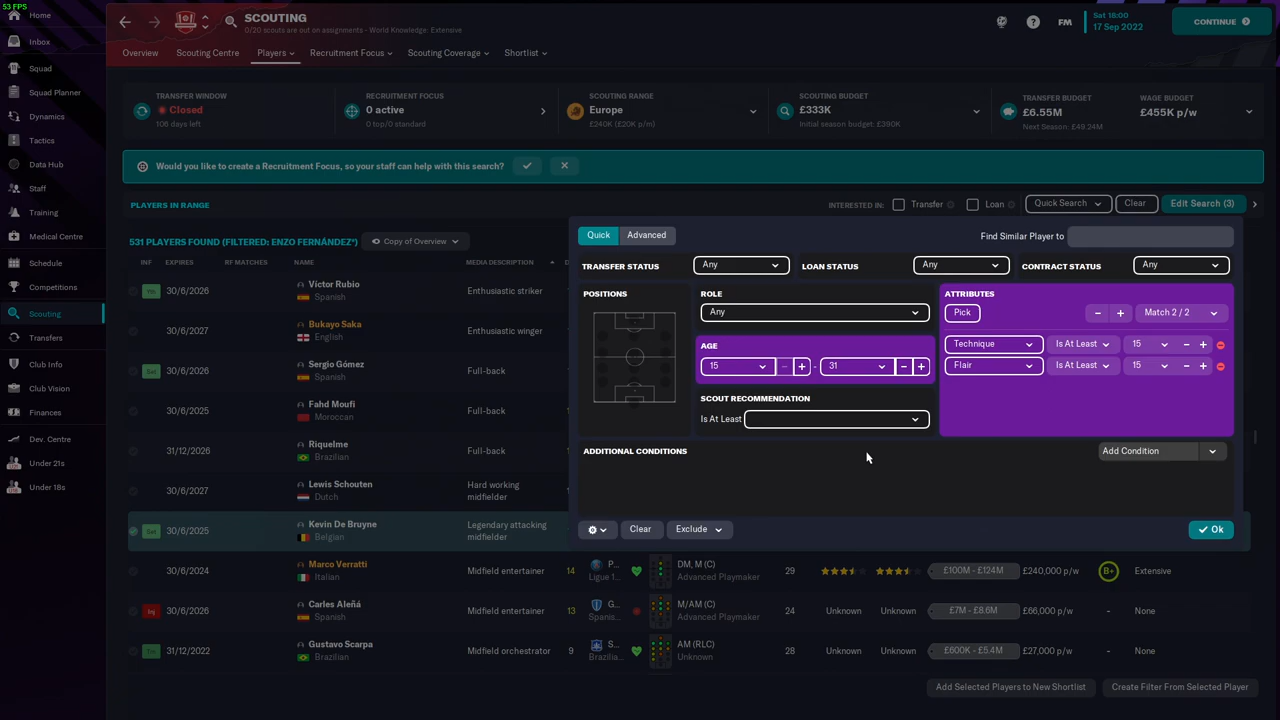 53 FPS
Home
SCOUTING
0/20 scouts are out on assignments - World Knowledge: Extensive
FM
Sat 16:00
17 Sep 2022
CONTINUE
Inbox
Overview
Scouting Centre
Players
Recruitment Focus
Scouting Coverage
Shortlist
Squad
Squad Planner
Dynamics
Tactics
Data Hub
Staff
Training
Medical Centre
Schedule
Competitions
Scouting
Transfers
Club Info
Club Vision
Finances
Dev. Centre
Under 21s
Under 18s
TRANSFER WINDOW
Closed
106 days left
RECRUITMENT FOCUS
0 active
0 top/0 standard
SCOUTING RANGE
Europe
£240K (£20K p/m)
SCOUTING BUDGET
£333K
Initial season budget: £390K
TRANSFER BUDGET
£6.55M
Next Season: £49.24M
WAGE BUDGET
£455K p/w
Would you like to create a Recruitment Focus, so your staff can help with this search?
PLAYERS IN RANGE
INTERESTED IN:
Transfer
Loan
Quick Search
Clear
Edit Search (3)
531 PLAYERS FOUND (FILTERED: ENZO FERNÁNDEZ*)
Copy of Overview
INF
EXPIRES
RF MATCHES
NAME
MEDIA DESCRIPTION
30/6/2026
Víctor Rubio
Spanish
Enthusiastic striker
30/6/2027
Bukayo Saka
English
Enthusiastic winger
30/6/2026
Sergio Gómez
Spanish
Full-back
30/6/2025
Fahd Moufi
Moroccan
Full-back
31/12/2026
Riquelme
Brazilian
Full-back
30/6/2027
Lewis Schouten
Dutch
Hard working midfielder
30/6/2025
Kevin De Bruyne
Belgian
Legendary attacking midfielder
30/6/2024
Marco Verratti
Italian
Midfield entertainer
14
P...
Ligue 1...
DM, M (C)
Advanced Playmaker
29
£100M - £124M
£240,000 p/w
B+
Extensive
Inj
30/6/2026
Carles Aleñá
Spanish
Midfield entertainer
13
G...
Spanis...
M/AM (C)
Advanced Playmaker
24
Unknown
Unknown
£7M - £8.6M
£66,000 p/w
-
None
31/12/2022
Gustavo Scarpa
Brazilian
Midfield orchestrator
9
S...
Brazilia...
AM (RLC)
Unknown
28
Unknown
Unknown
£600K - £5.4M
£27,000 p/w
-
None
Quick
Advanced
Find Similar Player to
TRANSFER STATUS
Any
LOAN STATUS
Any
CONTRACT STATUS
Any
POSITIONS
ROLE
Any
AGE
15
-
31
SCOUT RECOMMENDATION
Is At Least
ATTRIBUTES
Pick
Match 2 / 2
Technique
Is At Least
15
Flair
Is At Least
15
ADDITIONAL CONDITIONS
Add Condition
Clear
Exclude
Ok
Add Selected Players to New Shortlist
Create Filter From Selected Player